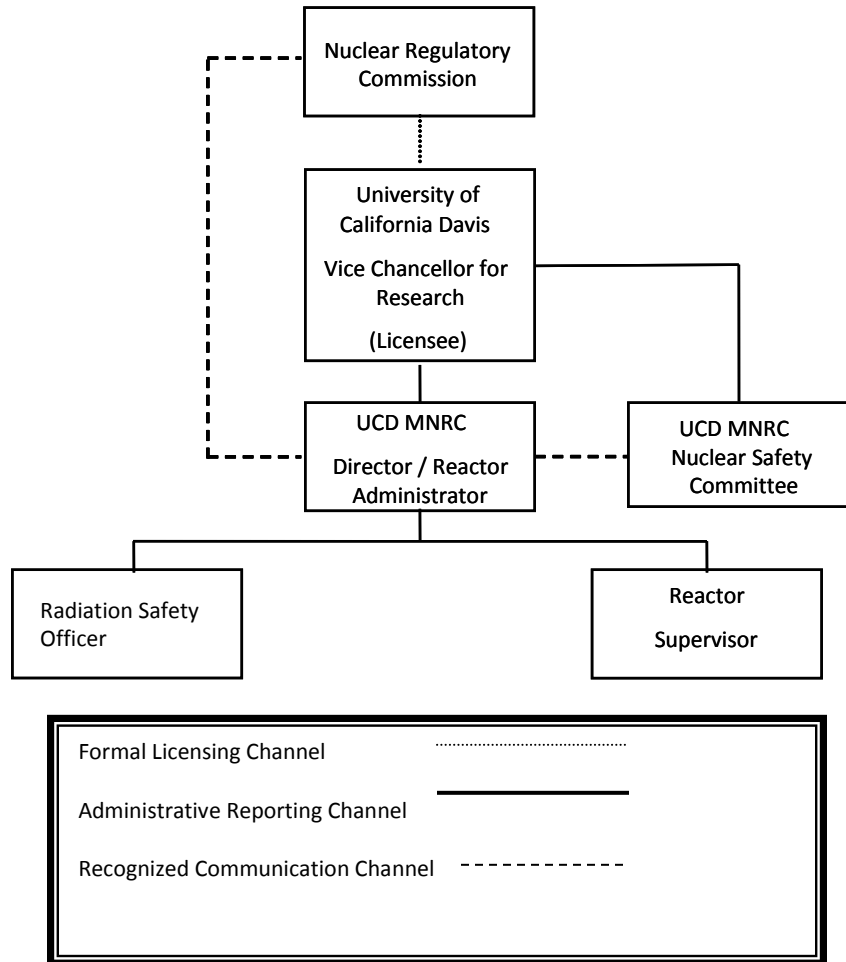 Nuclear Regulatory
Commission
University of
California Davis
Vice Chancellor for
Research
(Licensee)
UCD MNRC
Director / Reactor
Administrator
UCD MNRC
Nuclear Safety
Committee
Radiation Safety
Officer
Reactor
Supervisor
Formal Licensing Channel
Administrative Reporting Channel
Recognized Communication Channel